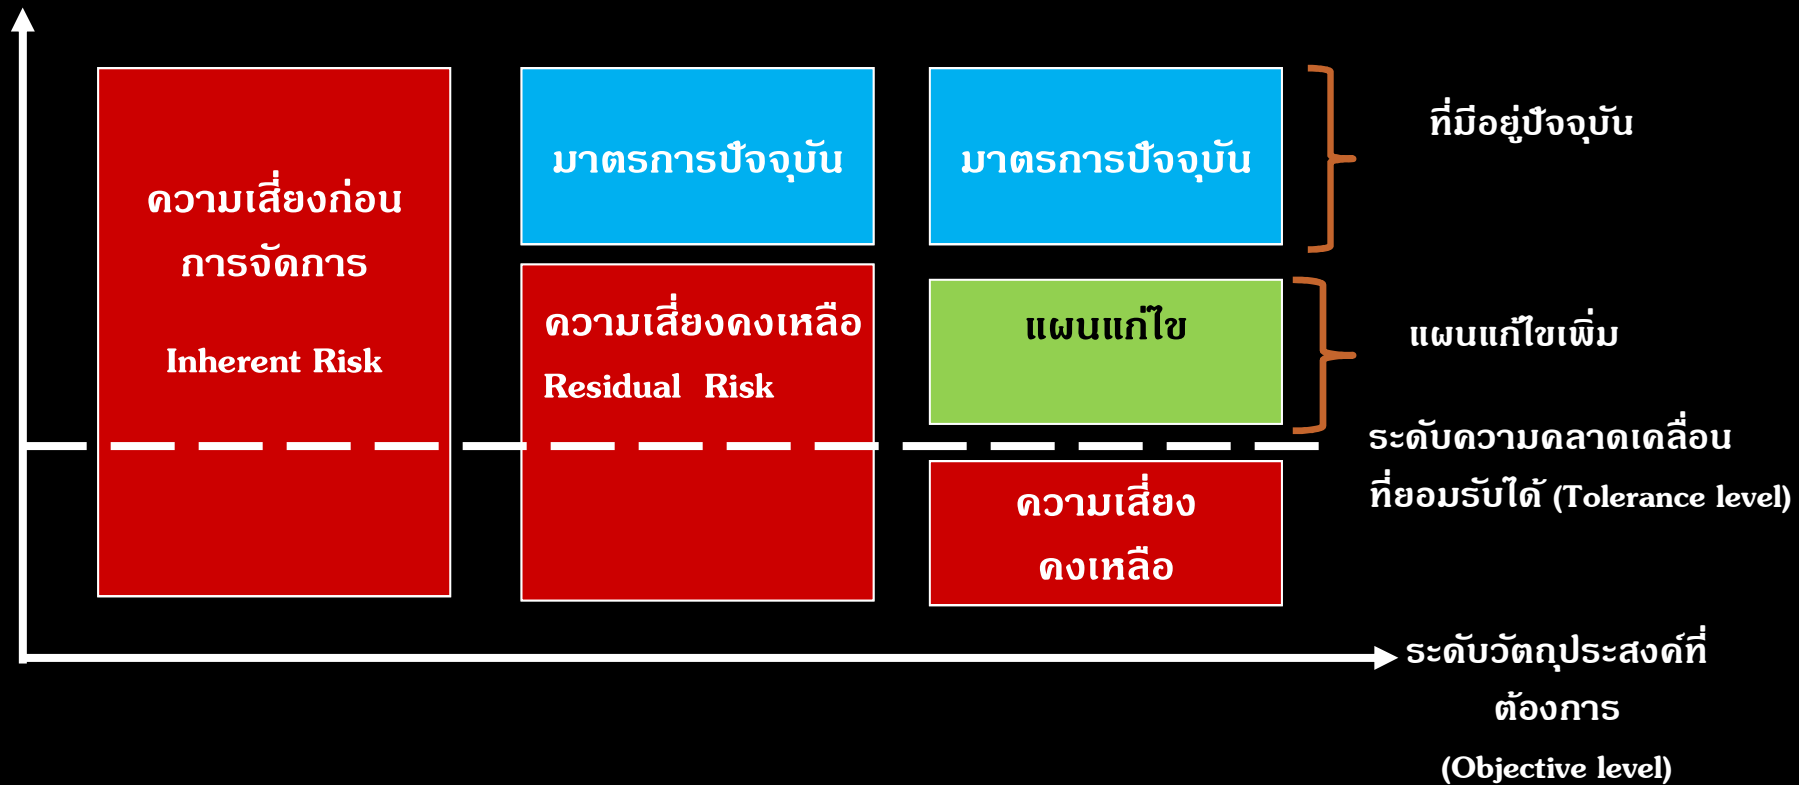 ความเสี่ยงก่อน
การจัดการ
Inherent Risk
มาตรการปัจจุบัน
ความเสี่ยงคงเหลือ
Residual Risk
มาตรการปัจจุบัน
แผนแก้ไข
ความเสี่ยง
คงเหลือ
ที่มีอยู่ปัจจุบัน
แผนแก้ไขเพิ่ม
ระดับความคลาดเคลื่อน
ที่ยอมรับได้ (Tolerance level)
ระดับวัตถุประสงค์ที่
ต้องการ
(Objective level)